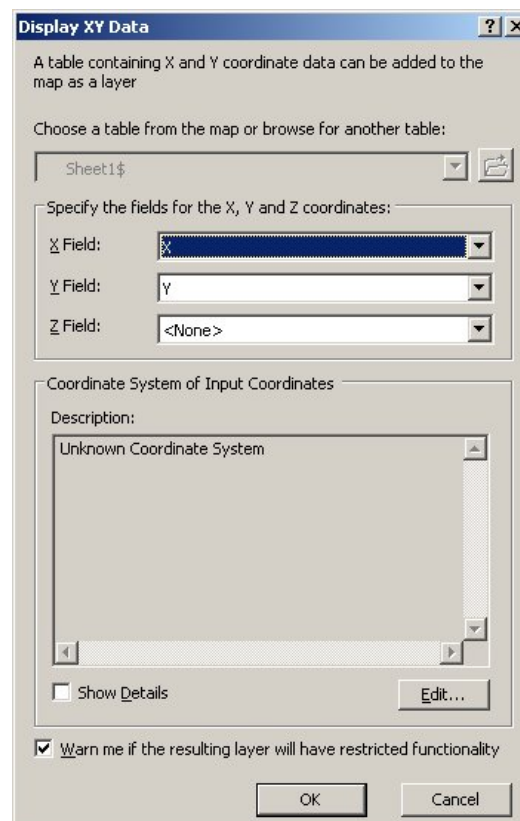 Display XY Data
A table containing X and Y coordinate data can be added to the
map as a layer
Choose a table from the map or browse for another table:
Sheet1$
Specify the fields for the X, Y and Z coordinates:
X Field: X
Y Field: Y
Z Field: <None>
Coordinate System of Input Coordinates
Description:
Unknown Coordinate System
Show Details Edit...
Warn me if the resulting layer will have restricted functionality
OK Cancel